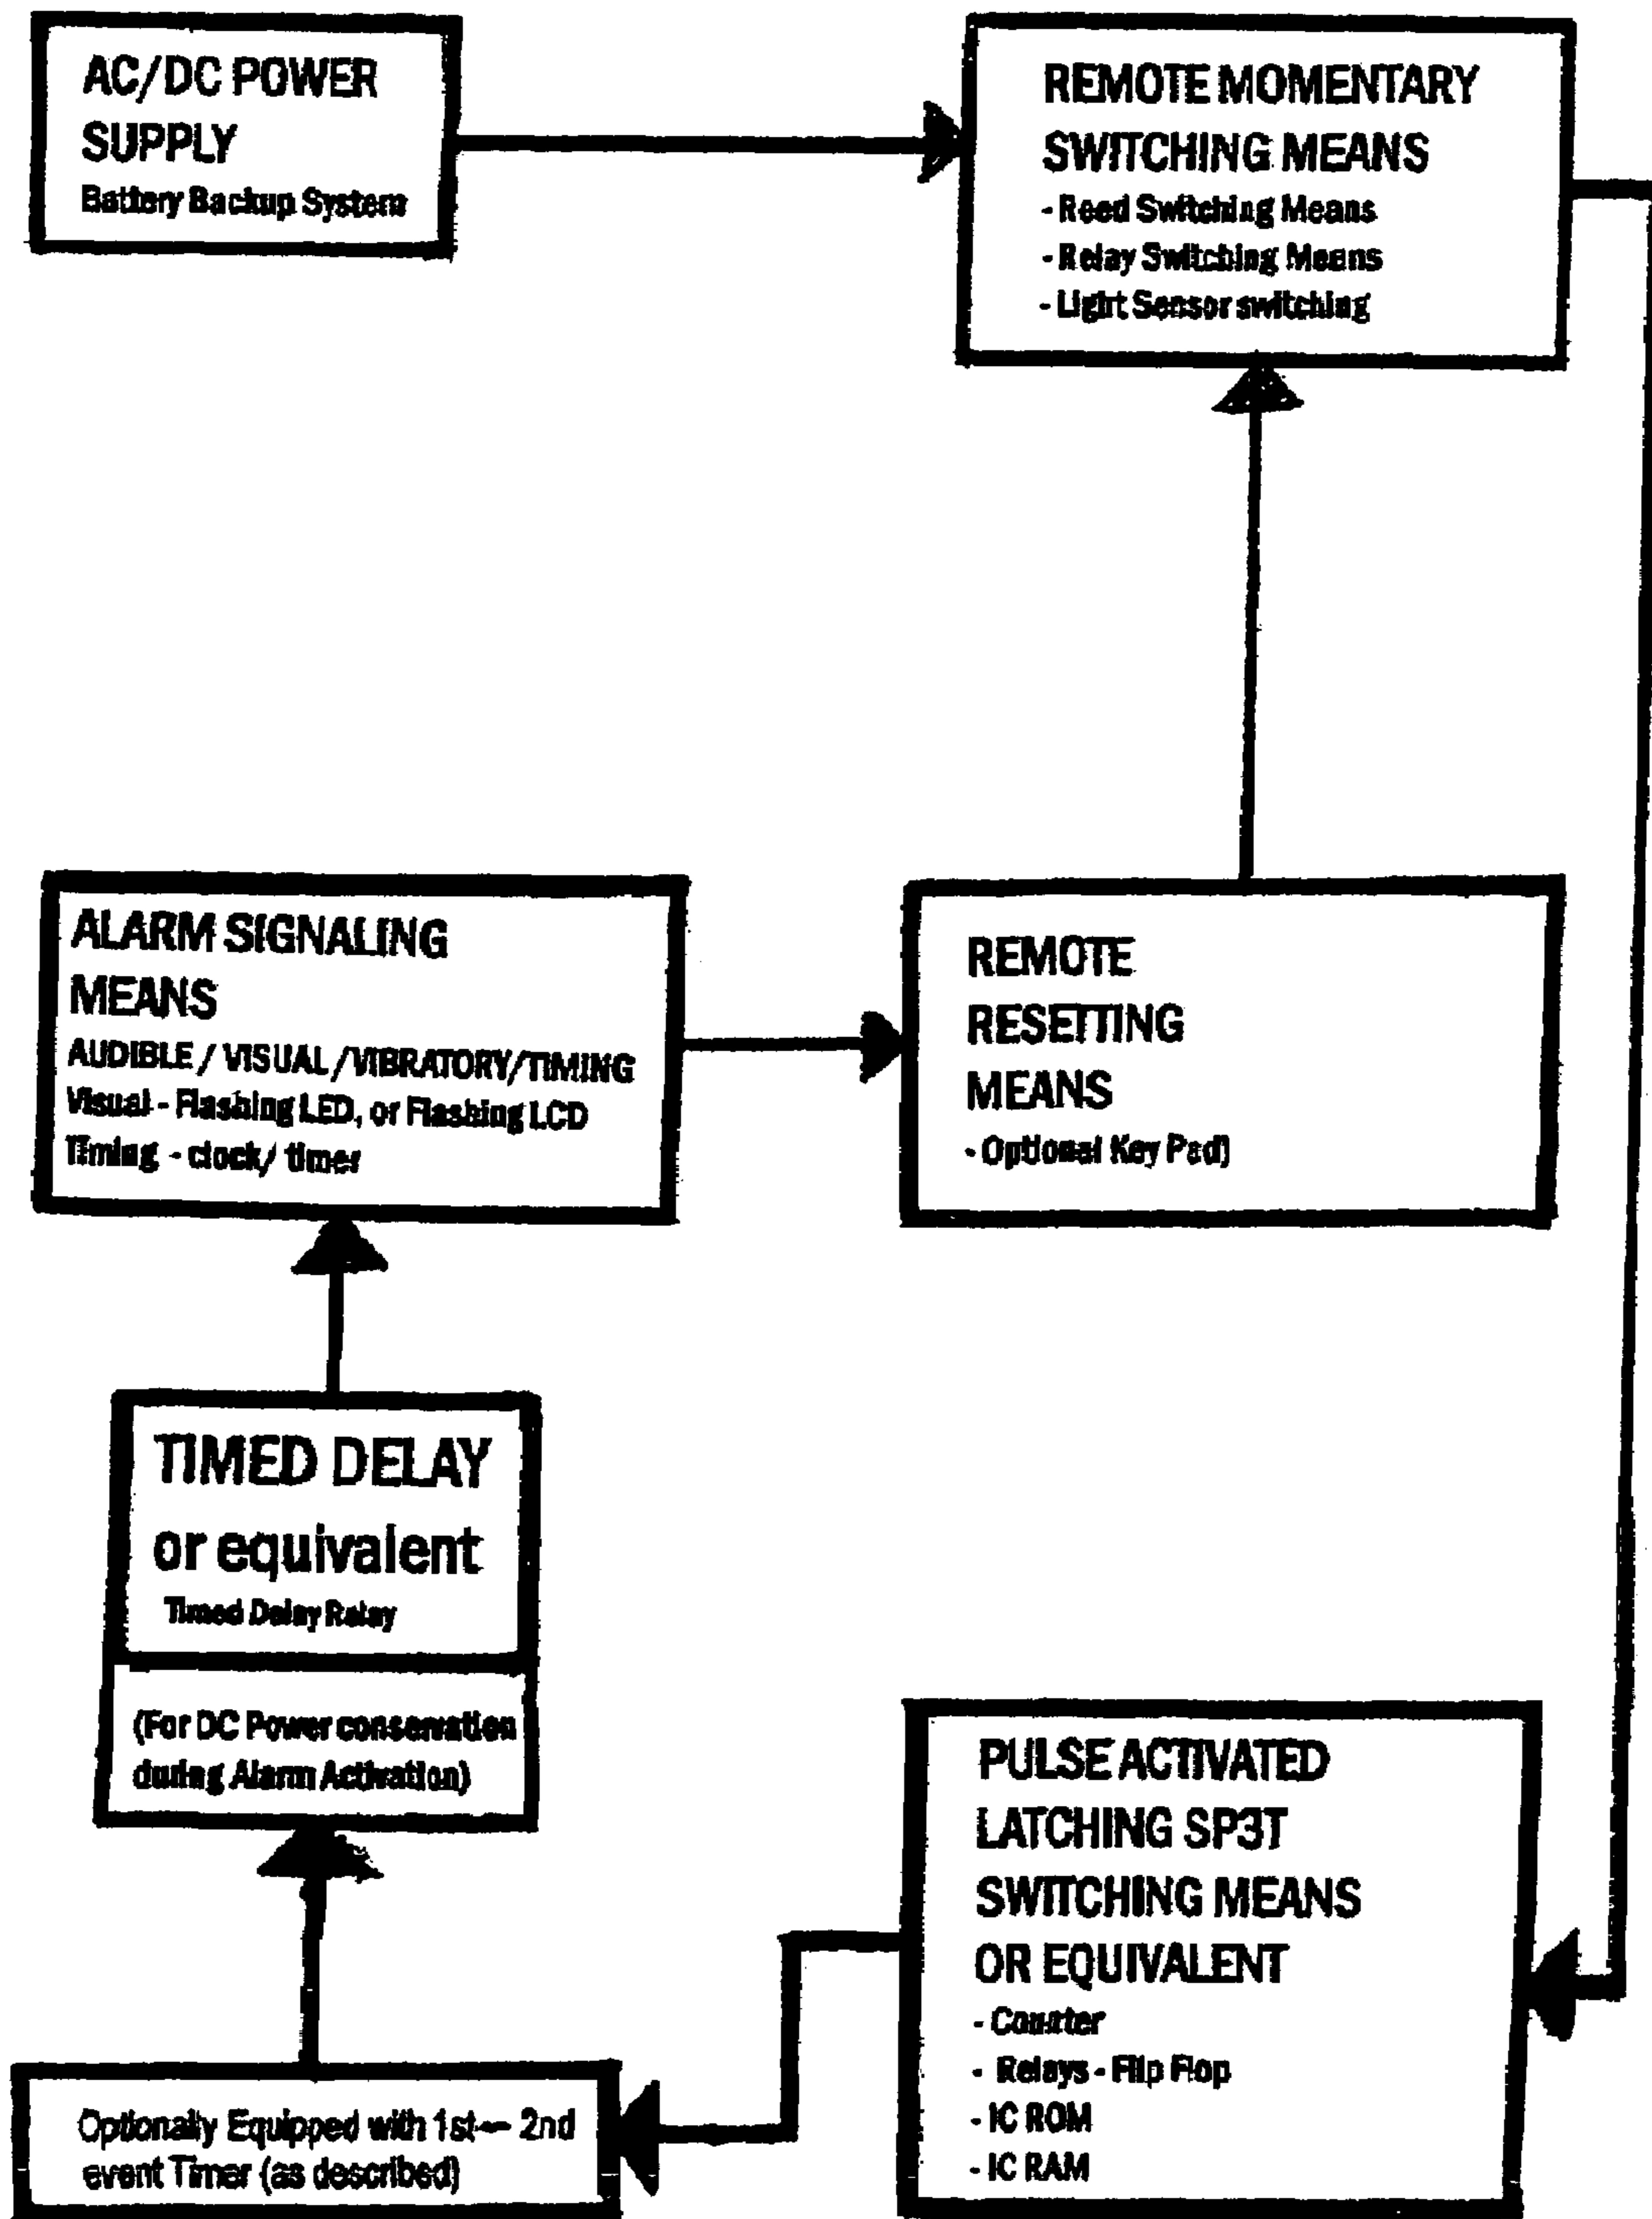 AC/DC POWER
SUPPLY
Battery Backup System
REMOTE MOMENTARY
SWITCHING MEANS
- Reed Switching Means
- Relay Switching Means
- Light Sensor switching
ALARM SIGNALING
MEANS
AUDIBLE / VISUAL / VIBRATORY/TIMING
Visual - Flashing LED, or Flashing LCD
Timing - clock/ timer
REMOTE
RESETTING
MEANS
- Optional Key Pad)
TIMED DELAY
or equivalent
Timed Delay Relay
(For DC Power conservation
during Alarm Activation)
PULSE ACTIVATED
LATCHING SP3T
SWITCHING MEANS
OR EQUIVALENT
- Counter
- Relays - Flip Flop
- IC ROM
- IC RAM
Optionally Equipped with 1st — 2nd
event Timer (as described)